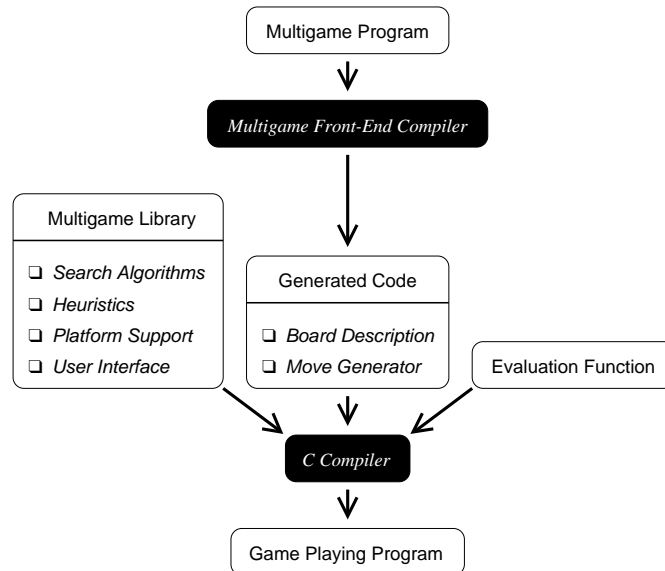 Multigame Program
Multigame Front-End Compiler
Multigame Library
❑ Search Algorithms
❑ Heuristics
❑ Platform Support
❑ User Interface
Generated Code
❑ Board Description
❑ Move Generator
Evaluation Function
C Compiler
Game Playing Program